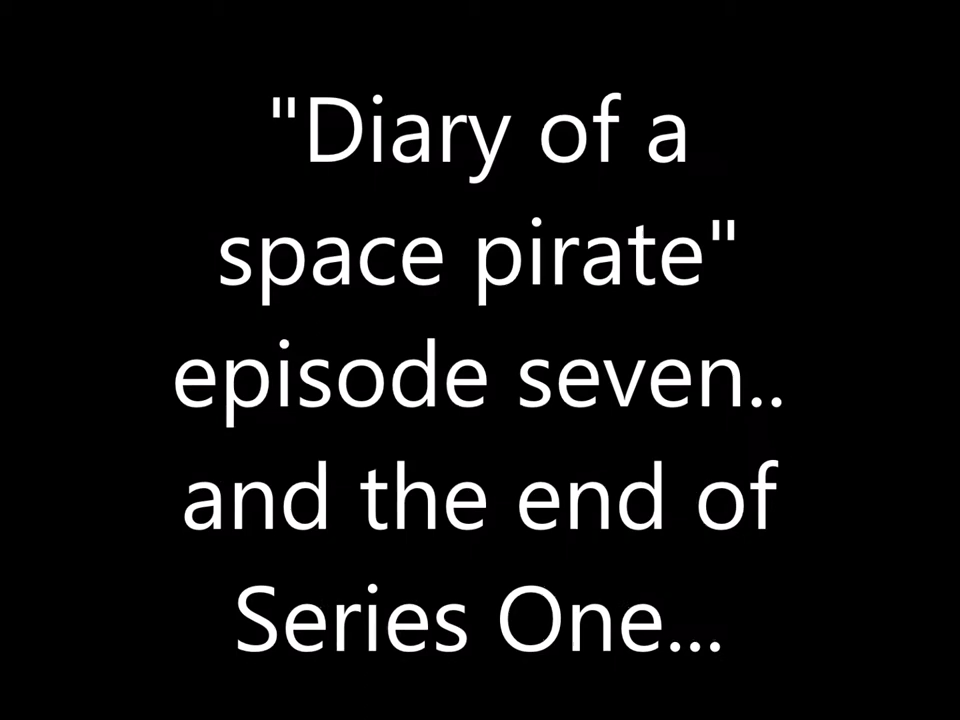 "Diary of a
space pirate"
episode seven..
and the end of
Series One...